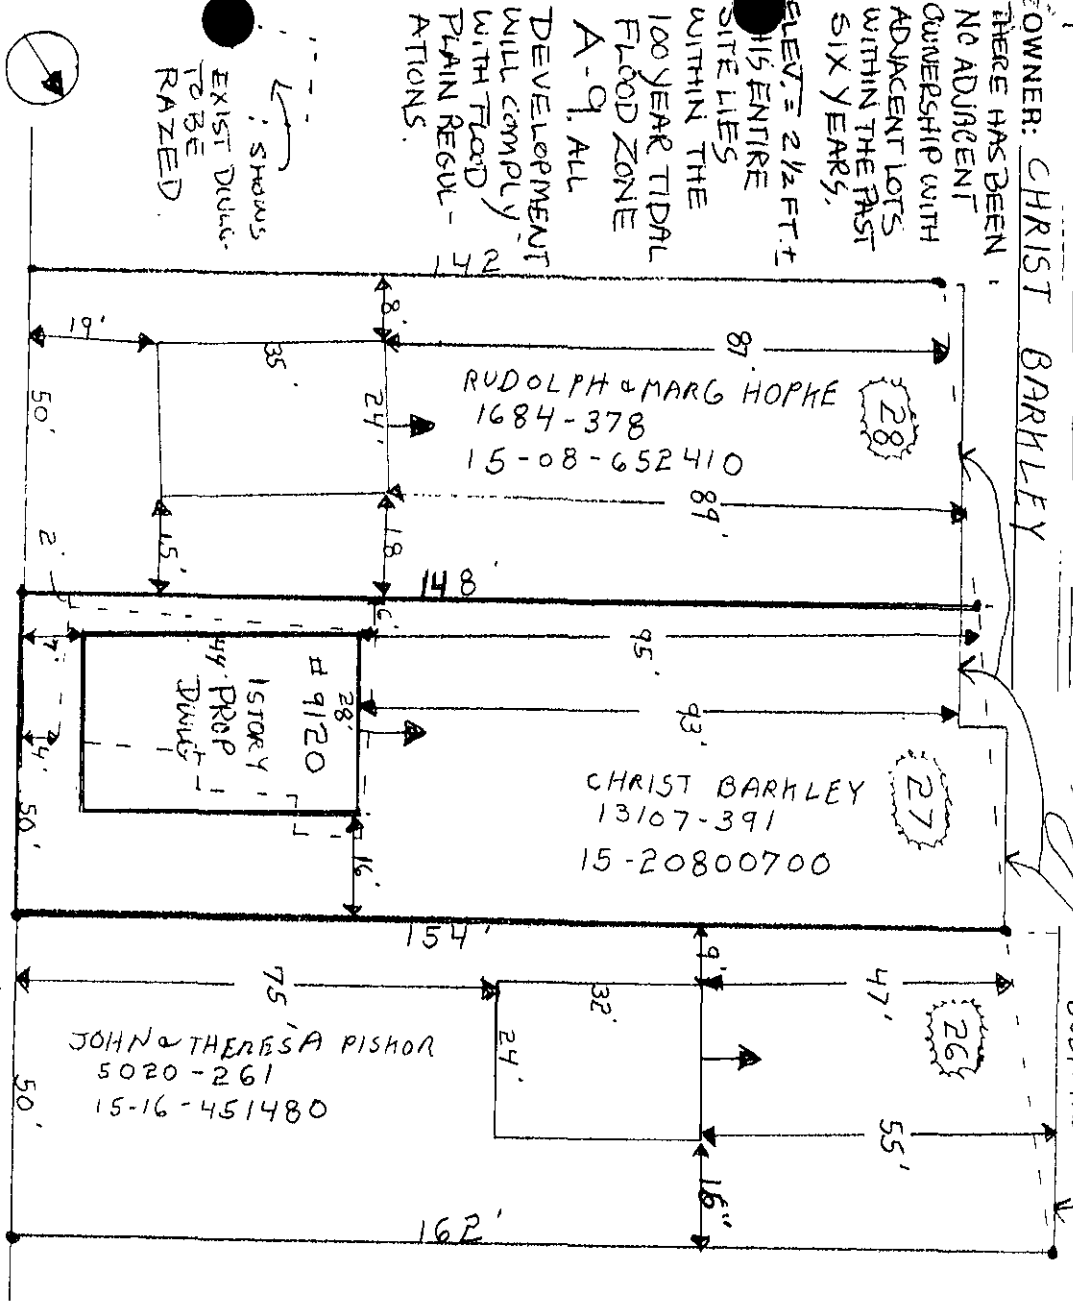 OWNER: CHRIST BARKLEY
THERE HAS BEEN
NO ADJACENT
OWNERSHIP WITH
ADJACENT LOTS
WITHIN THE PAST
SIX YEARS.
ELEV. = 2 1/2 FT. ±
THIS ENTIRE
SITE LIES
WITHIN THE
100 YEAR TIDAL
FLOOD ZONE
A-9. ALL
DEVELOPMENT
WILL COMPLY
WITH FLOOD
PLAIN REGUL-
ATIONS.
; SHOWS
EXIST DWLG.
TO BE
RAZED.
142
8'
19'
35'
87'
24'
50'
RUDOLPH & MARG HOPKE
1684-378
15-08-652410
28
89'
18
15'
2'
148'
6'
7'
44'
28'
95'
93'
# 9120
1 STORY
PROP
DWLG
14'
50'
16'
CHRIST BARKLEY
13107-391
15-20800700
27
154'
9'
47'
75'
32'
24'
26
JOHN & THERESA PISHOR
5020-261
15-16-451480
50'
55'
16"
162'